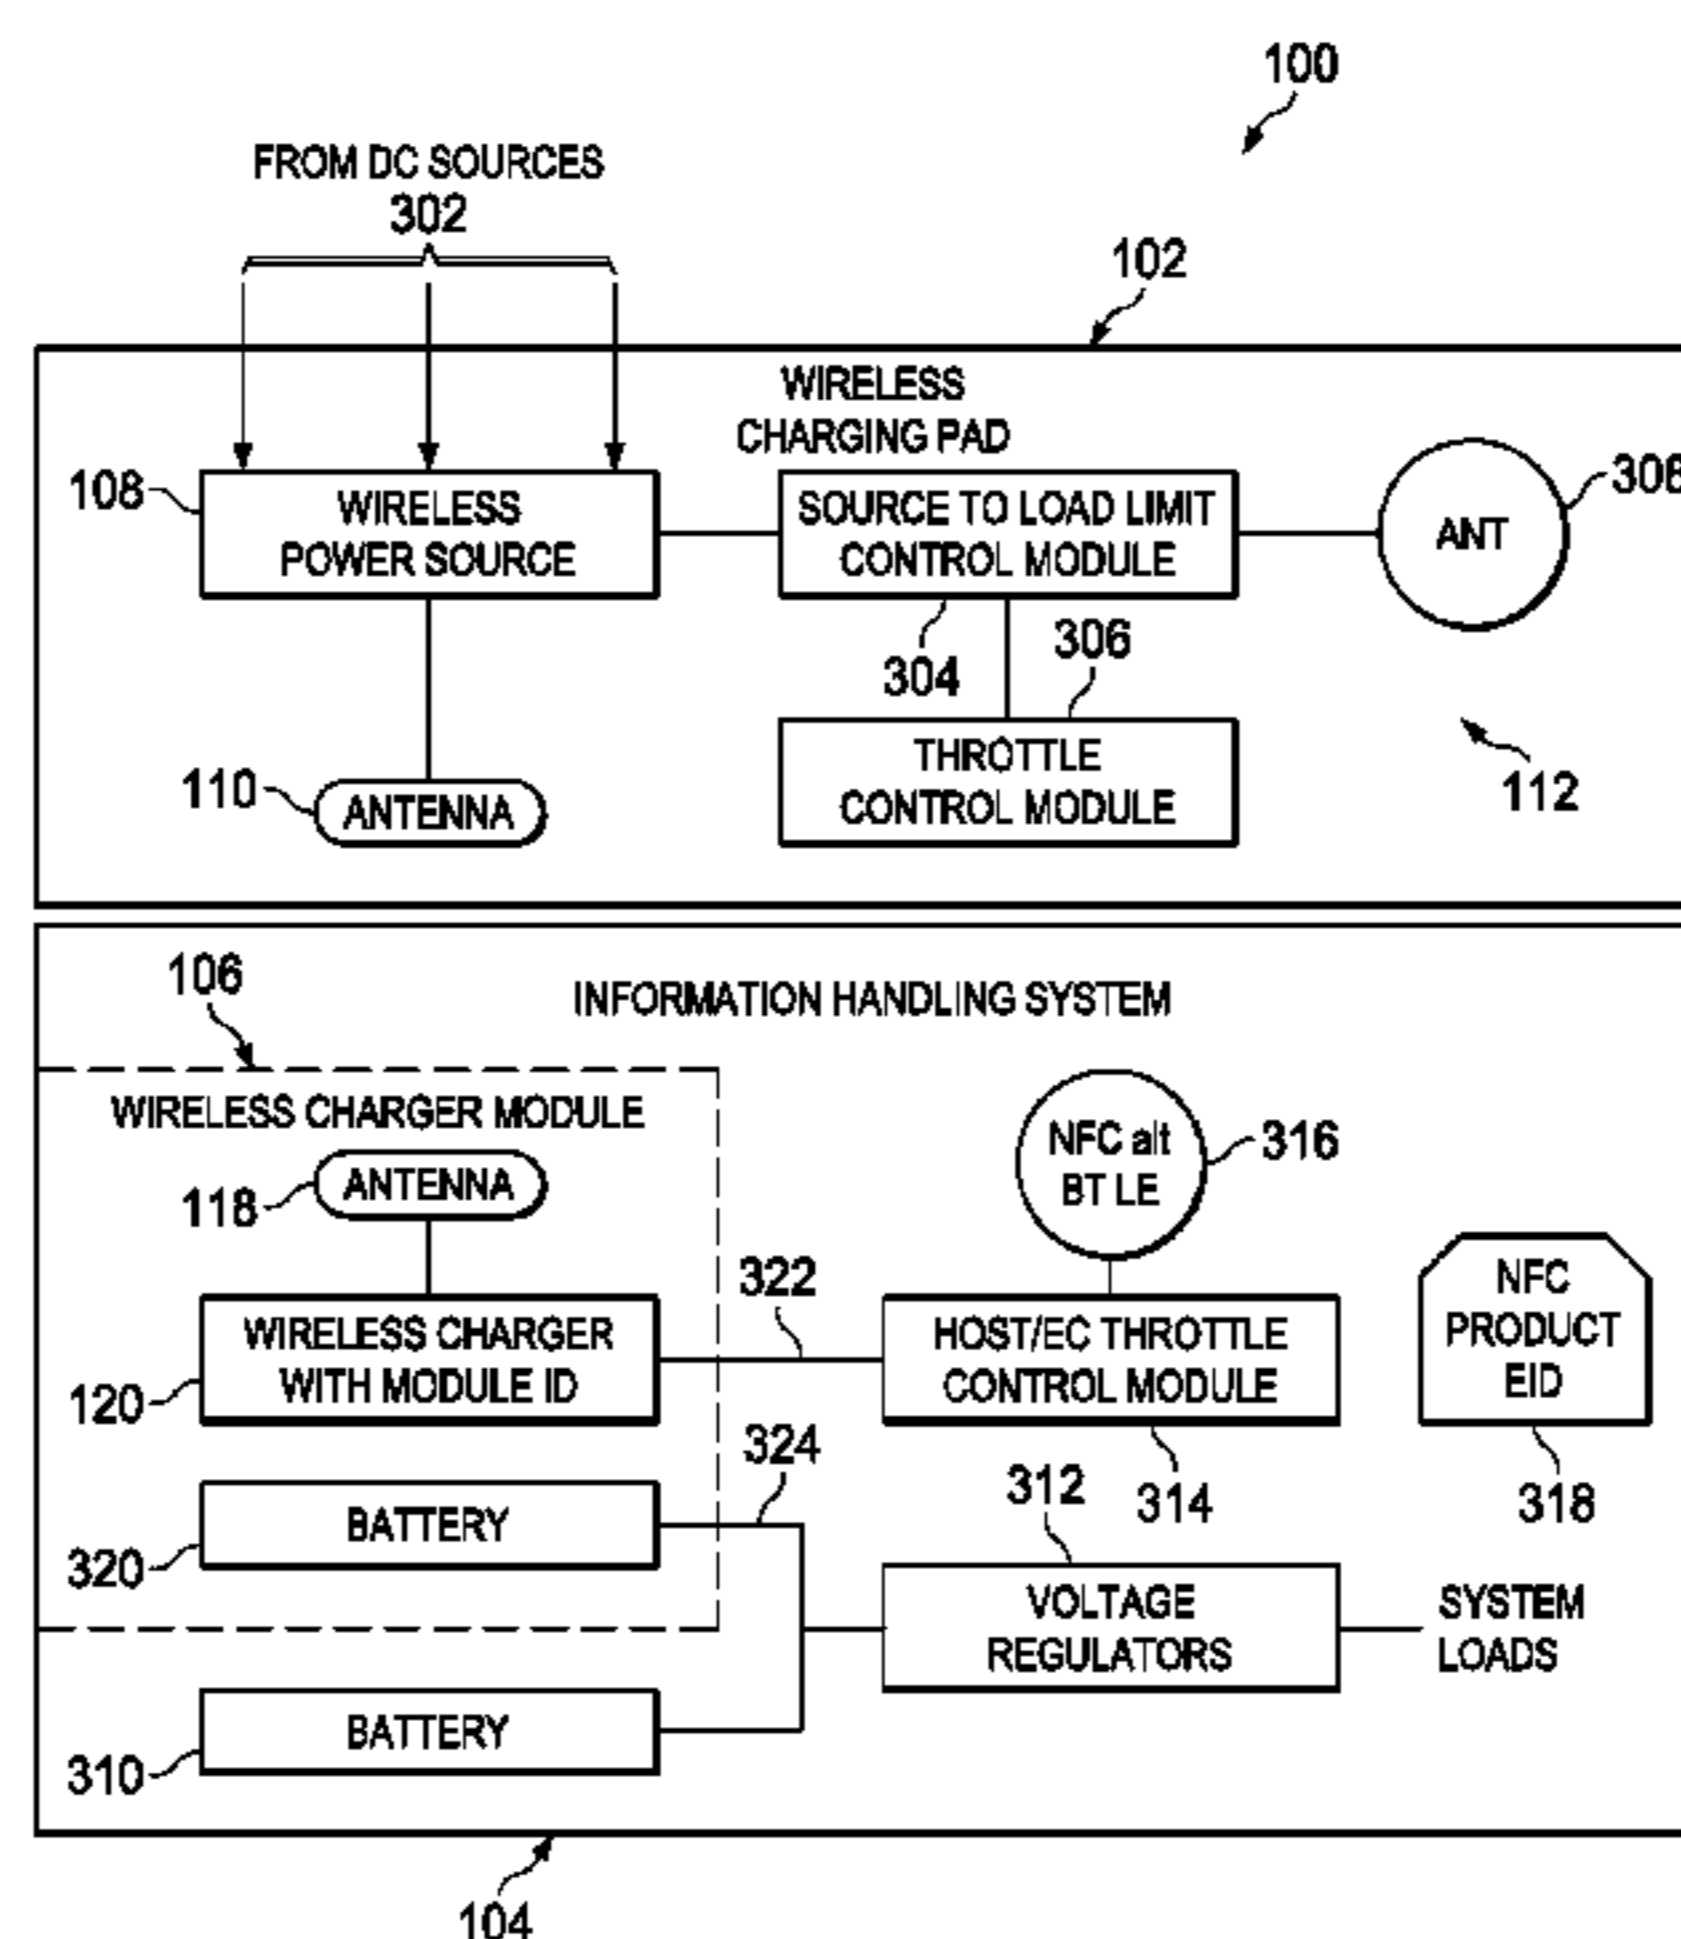 100
FROM DC SOURCES
302
102
WIRELESS
CHARGING PAD
108
WIRELESS
POWER SOURCE
SOURCE TO LOAD LIMIT
CONTROL MODULE
ANT
304
306
THROTTLE
CONTROL MODULE
112
110
ANTENNA
106
INFORMATION HANDLING SYSTEM
WIRELESS CHARGER MODULE
118
ANTENNA
NFC alt
BT LE
316
322
WIRELESS CHARGER
WITH MODULE ID
120
HOST/EC THROTTLE
CONTROL MODULE
314
NFC
PRODUCT
EID
318
324
BATTERY
320
312
VOLTAGE
REGULATORS
SYSTEM
LOADS
BATTERY
310
104